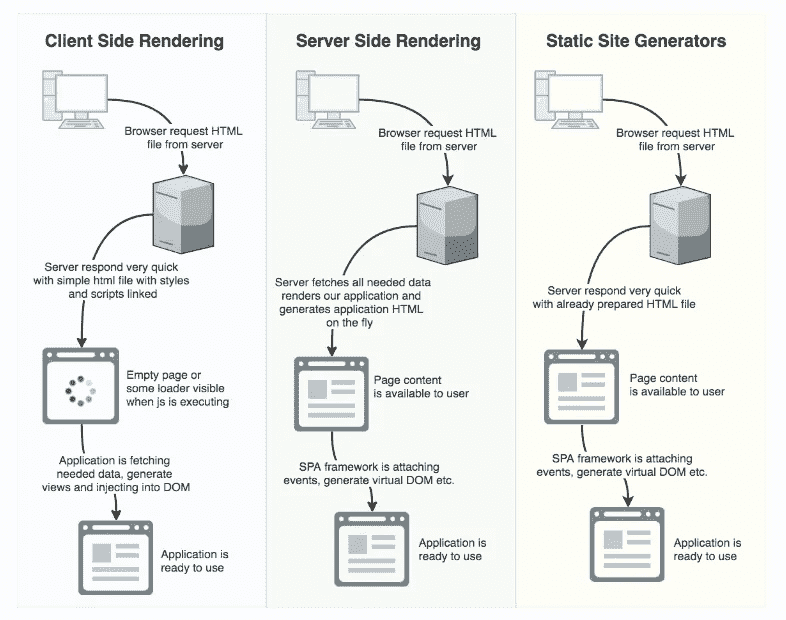 Client Side Rendering
Browser request HTML
file from server
Server respond very quick
with simple html file with styles
and scripts linked
Empty page or
some loader visible
when js is executing
Application is fetching
needed data, generate
views and injecting into DOM
Application is
ready to use
Server Side Rendering
Browser request HTML
file from server
Server fetches all needed data
renders our application and
generates application HTML
on the fly
Page content
is available to user
SPA framework is attaching
events, generate virtual DOM etc.
Application is
ready to use
Static Site Generators
Browser request HTML
file from server
Server respond very quick
with already prepared HTML file
Page content
is available to user
SPA framework is attaching
events, generate virtual DOM etc.
Application is
ready to use